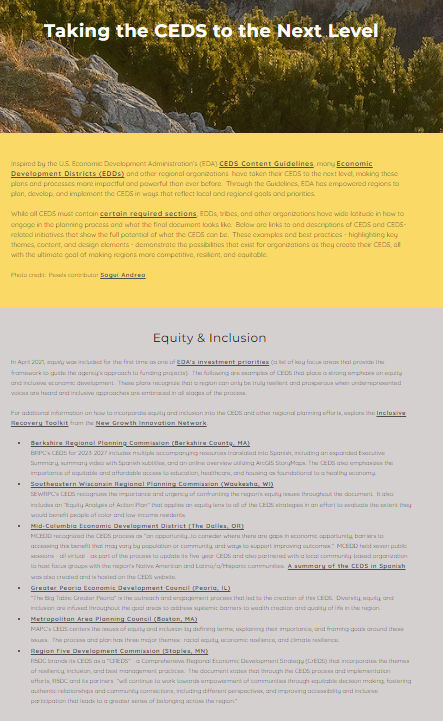 Taking the CEDS to the Next Level
Inspired by the U.S. Economic Development Administration's (EDA) CEDS Content Guidelines, many Economic
Development Districts (EDDs) and other regional organizations, have taken their CEDS to the next level, making those
plans and processes more impactful and powerful than ever before. Through the Guidelines, EDA has empowered regions to
plan, develop, and implement the CEDS in ways that reflect local and regional goals and priorities.
While all CEDS must contain certain required sections, EDDs, tribes, and other organizations have wide latitude in how to
engage in the planning process and what the final document looks like. Below are links to and descriptions of CEDS and CEDS-
related initiatives that show the full potential of what the CEDS can be. These examples and best practices - highlighting key
themes, content, and design elements - demonstrate the possibilities that exist for organizations as they create their CEDS, all
with the ultimate goal of making regions more competitive, resilient, and equitable.
Photo credit: Pexels contributor Sagui Andrea
Equity & Inclusion
In April 2021, equity was included for the first time as one of EDA's investment priorities (a list of key focus areas that provide the
framework to guide the agency's approach to funding projects). The following are examples of CEDS that place a strong emphasis on equity
and inclusive economic development. These plans recognize that a region can only be truly resilient and prosperous when underrepresented
voices are heard and inclusive approaches are embraced in all stages of the process.
For additional information on how to incorporate equity and inclusion into the CEDS and other regional planning efforts, explore the Inclusive
Recovery Toolkit from the New Growth Innovation Network.
• Berkshire Regional Planning Commission (Berkshire County, MA)
BRPC's CEDS for 2023-2027 includes multiple accompanying resources translated into Spanish, including an expanded Executive
Summary, summary video with Spanish subtitles, and an online overview utilizing ArcGIS StoryMaps. The CEDS also emphasizes the
importance of equitable and affordable access to education, healthcare, and housing as foundational to a healthy economy.
• Southeastern Wisconsin Regional Planning Commission (Waukesha, WI)
SEWRPC's CEDS recognizes the importance and urgency of confronting the region's equity issues throughout the document. It also
includes an "Equity Analysis of Action Plan" that applies an equity lens to all of the CEDS strategies in an effort to evaluate the extent they
would benefit people of color and low income residents.
• Mid-Columbia Economic Development District (The Dalles, OR)
MCEDD recognized the CEDS process as "an opportunity...to consider where there are gaps in economic opportunity, barriers to
accessing this benefit that may vary by population or community, and ways to support improving outcomes." MCEDD held seven public
sessions - all virtual - as part of the process to update its five-year CEDS and also partnered with a local community-based organization
to host focus groups with the region's Native American and Latino/a/Hispanic communities. A summary of the CEDS in Spanish
was also created and is hosted on the CEDS website.
• Greater Peoria Economic Development Council (Peoria, IL)
"The Big Table: Greater Peoria" is the outreach and engagement process that led to the creation of this CEDS. Diversity, equity, and
inclusion are infused throughout the goal areas to address systemic barriers to wealth creation and quality of life in the region.
• Metropolitan Area Planning Council (Boston, MA)
MAPC's CEDS centers the issues of equity and inclusion by defining terms, exploring their importance, and framing goals around these
issues. The process and plan has three major themes: racial equity, economic resilience, and climate resilience.
• Region Five Development Commission (Staples, MN)
R5DC brands its CEDS as a "CREDS" - a Comprehensive Regional Economic Development Strategy (CREDS) that incorporates the themes
of resiliency, inclusion, and best management practices. The document states that through the CEDS process and implementation
efforts, R5DC and its partners "will continue to work towards empowerment of communities through equitable decision making, fostering
authentic relationships and community connections, including different perspectives, and improving accessibility and inclusive
participation that leads to a greater sense of belonging across the region."